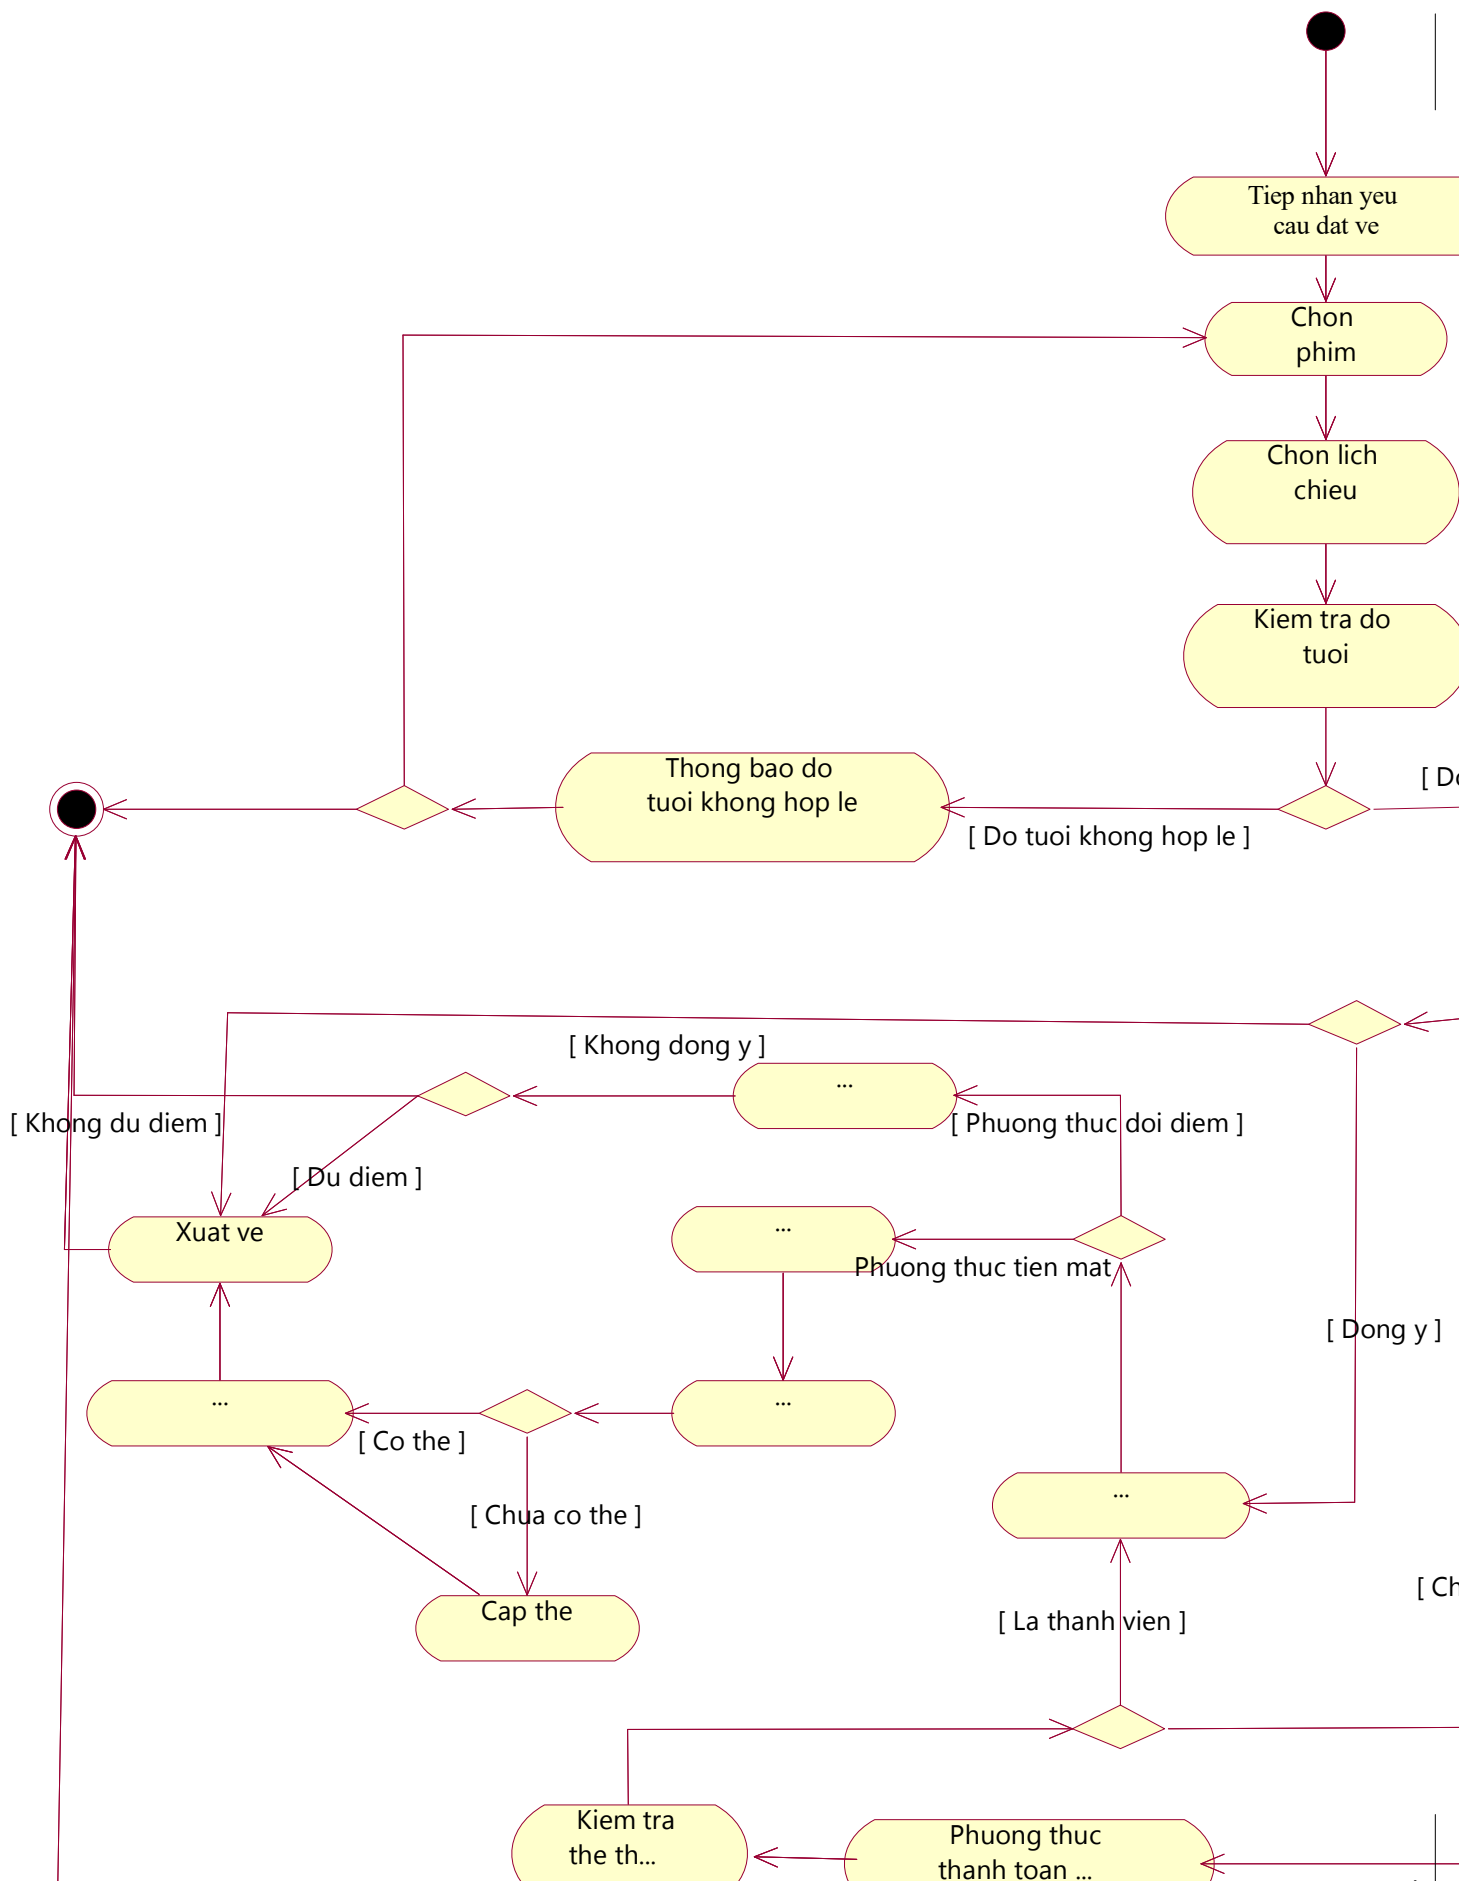 Tiep nhan yeu
cau dat ve
Chon
phim
Chon lich
chieu
Kiem tra do
tuoi
Thong bao do
tuoi khong hop le
[ Do tuoi khong hop le ]
[ Khong dong y ]
...
[ Khong du diem ]
[ Phuong thuc doi diem ]
[ Du diem ]
Xuat ve
...
Phuong thuc tien mat
[ Dong y ]
...
...
[ Co the ]
...
[ Chua co the ]
Cap the
[ La thanh vien ]
Kiem tra
the th...
Phuong thuc
thanh toan ...